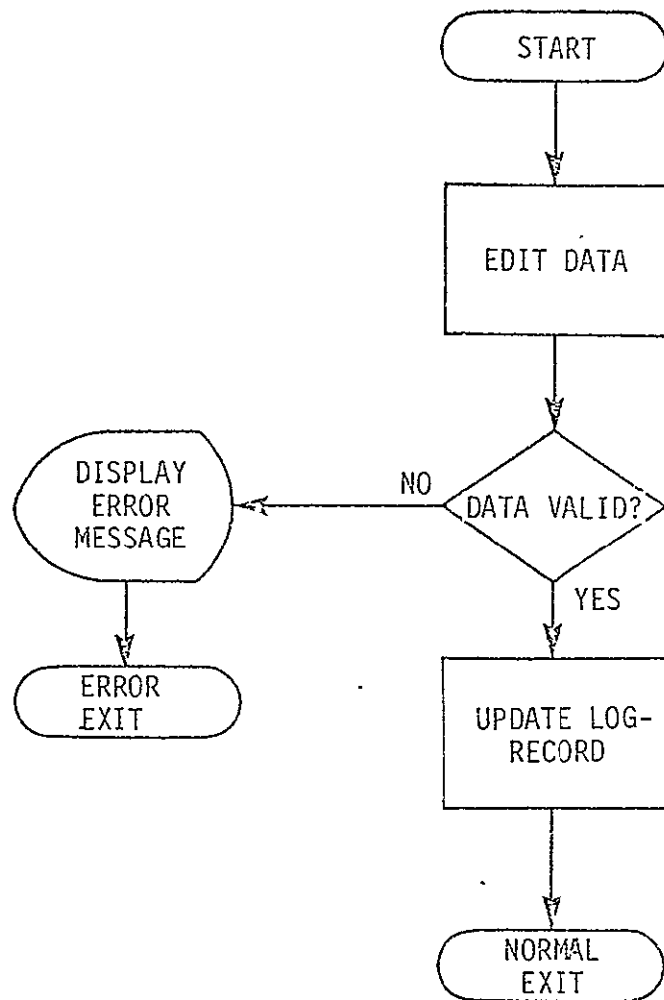 START
EDIT DATA
DATA VALID?
NO
DISPLAY
ERROR
MESSAGE
YES
ERROR
EXIT
UPDATE LOG-
RECORD
NORMAL
EXIT